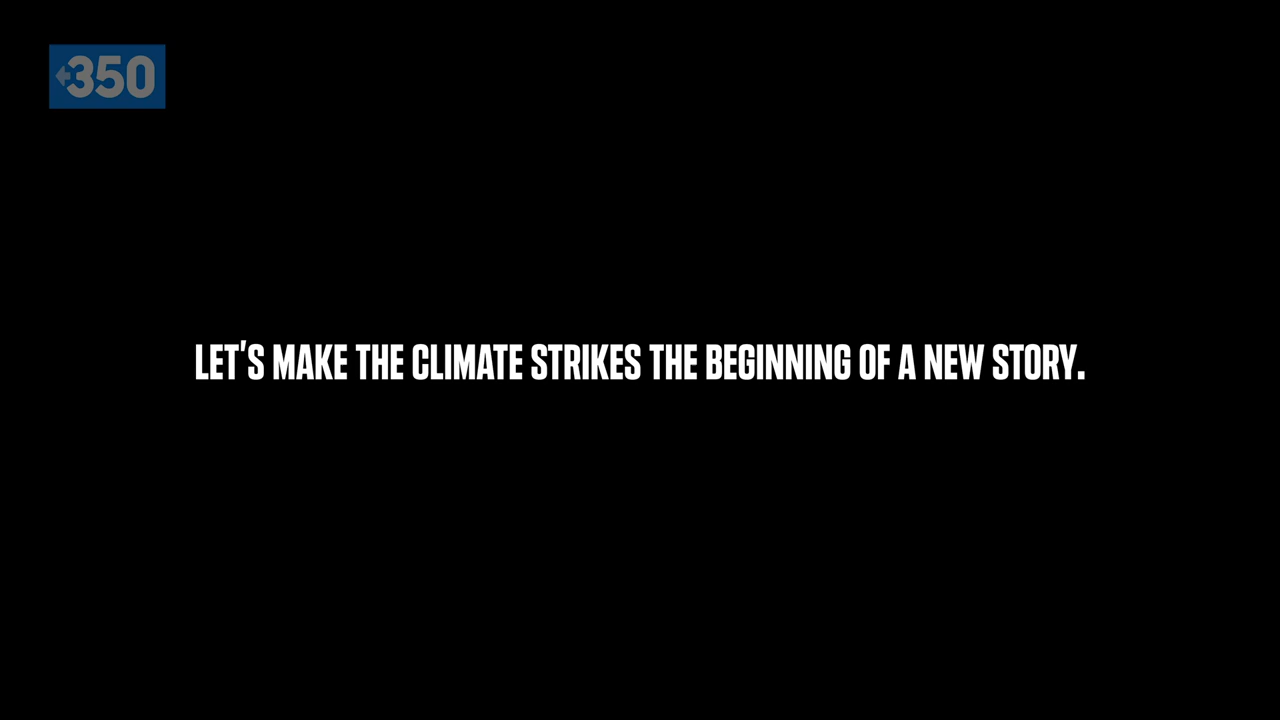 350
LET'S MAKE THE CLIMATE STRIKES THE BEGINNING OF A NEW STORY.